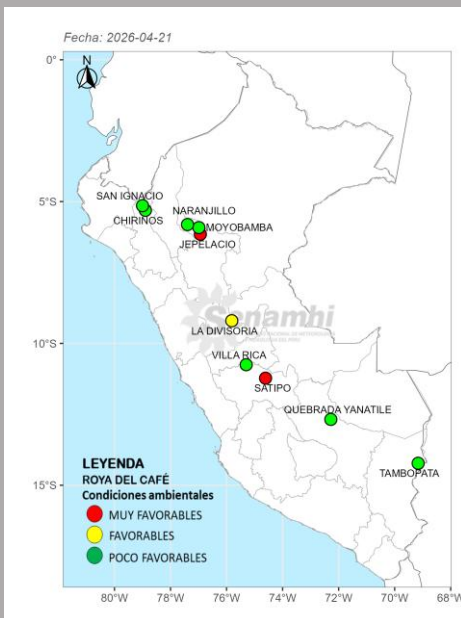 Fecha: 2026-04-21
N
0°
SAN IGNACIO
5°S
NARANJILLO
CHIRINOS
MOYOBAMBA
JEPELACIO
Senamhi
LA DIVISORIA
10°S
VILLA RICA
SATIPO
QUEBRADA YANATILE
TAMBOPATA
LEYENDA
ROYA DEL CAFÉ
Condiciones ambientales
15°S
MUY FAVORABLES
FAVORABLES
POCO FAVORABLES
80°W 78°W 76°W 74°W 72°W 70°W 68°W